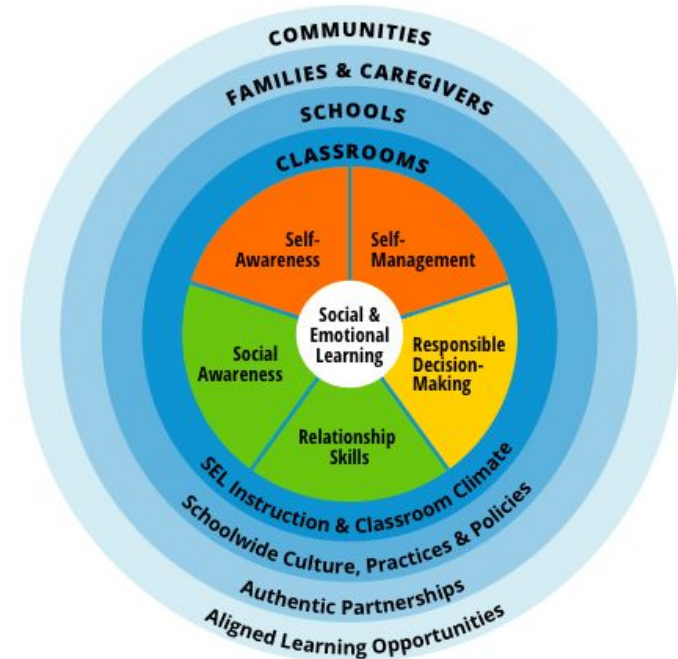 COMMUNITIES
FAMILIES & CAREGIVERS
SCHOOLS
CLASSROOMS
Self-
Awareness
Self-
Management
Social &
Emotional
Learning
Social
Awareness
Responsible
Decision-
Making
Relationship
Skills
SEL Instruction & Classroom Climate
Schoolwide Culture, Practices & Policies
Authentic Partnerships
Aligned Learning Opportunities